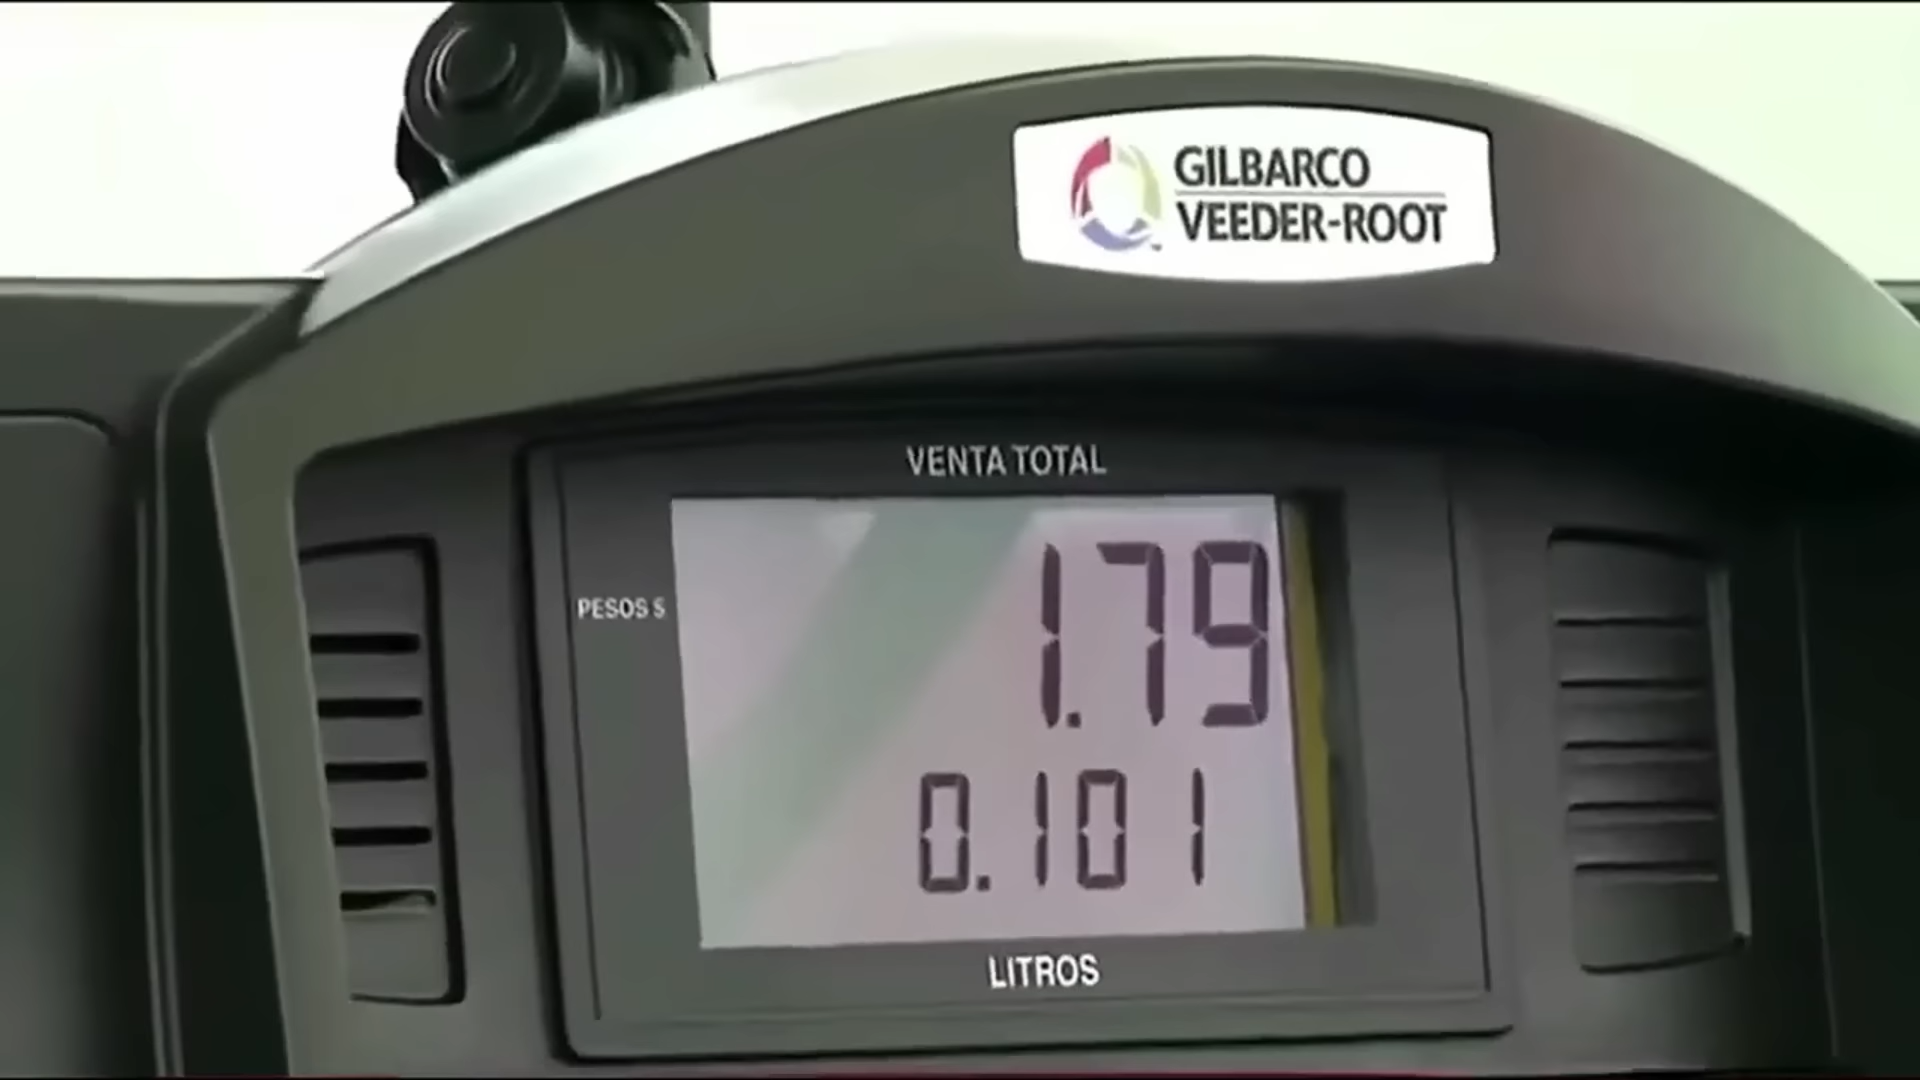 GILBARCO
VEEDER-ROOT
VENTA TOTAL
PESOS $
1.79
0.101
LITROS